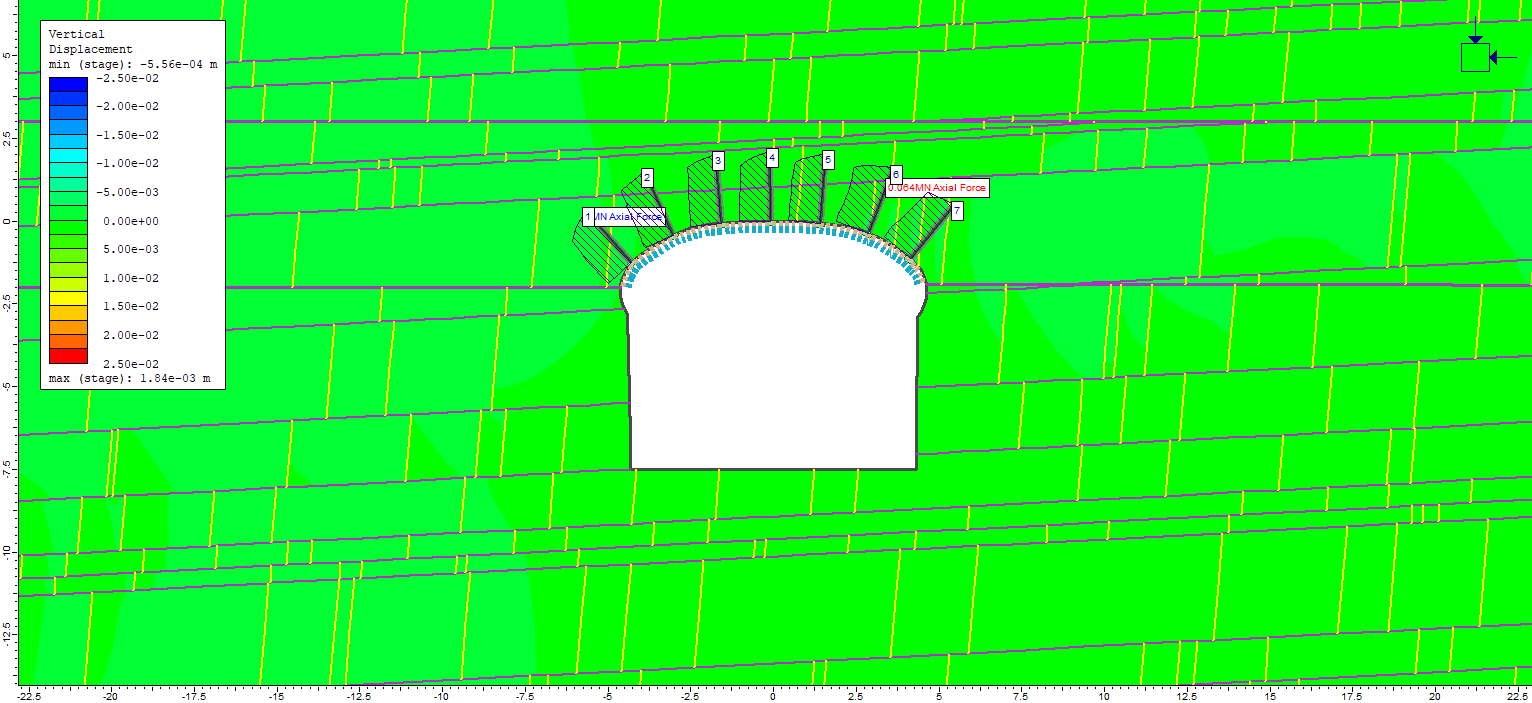 Vertical
Displacement
min (stage): -5.56e-04 m
-2.50e-02
-2.00e-02
-1.50e-02
-1.00e-02
-5.00e-03
0.00e+00
5.00e-03
1.00e-02
1.50e-02
2.00e-02
2.50e-02
max (stage): 1.84e-03 m
1
MN Axial Force
2
3
4
5
6
0.064MN Axial Force
7
5
2.5
0
-2.5
-5
-7.5
-10
-12.5
-22.5 -20 -17.5 -15 -12.5 -10 -7.5 -5 -2.5 0 2.5 5 7.5 10 12.5 15 17.5 20 22.5